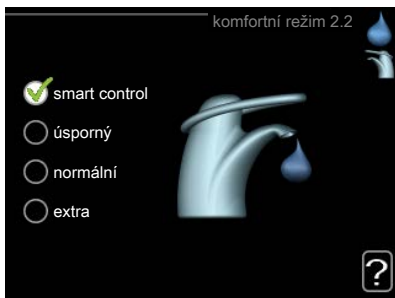 komfortní režim 2.2
smart control
úsporný
normální
extra
?